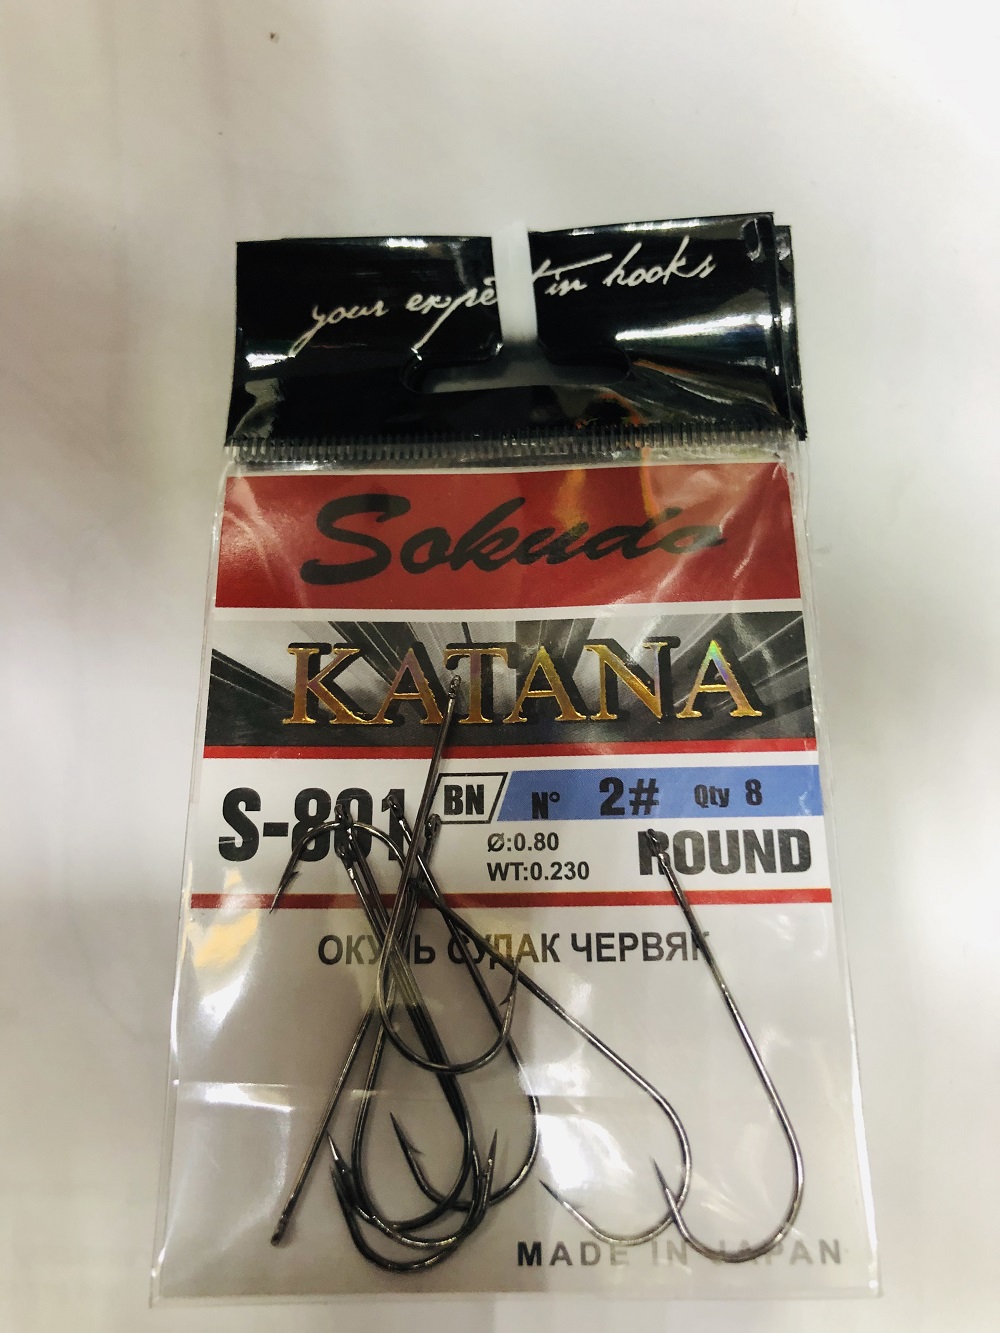 your expert in hooks
Sokudo
KATANA
S-801 BN N° 2# Qty 8
Ø:0.80
WT:0.230
ROUND
ОКУНЬ СУДАК ЧЕРВЯК
MADE IN JAPAN